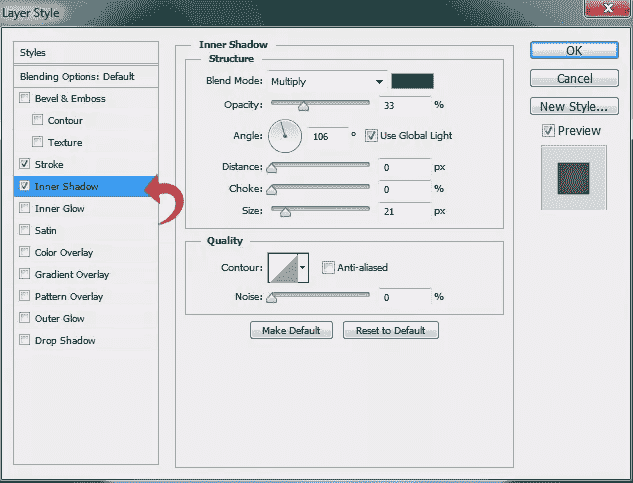 Layer Style
Styles
Blending Options: Default
Bevel & Emboss
Contour
Texture
Stroke
Inner Shadow
Inner Glow
Satin
Color Overlay
Gradient Overlay
Pattern Overlay
Outer Glow
Drop Shadow
Inner Shadow
Structure
Blend Mode: Multiply
Opacity: 33 %
Angle: 106 ° Use Global Light
Distance: 0 px
Choke: 0 %
Size: 21 px
Quality
Contour: Anti-aliased
Noise: 0 %
Make Default Reset to Default
OK
Cancel
New Style...
Preview